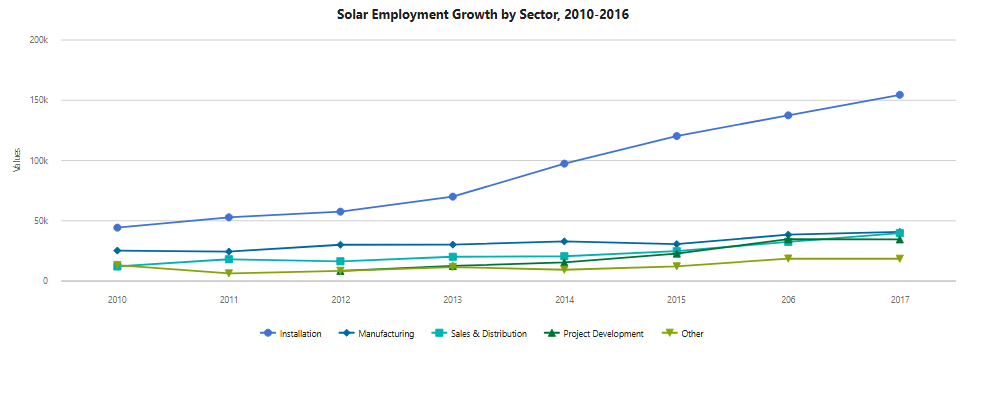 Solar Employment Growth by Sector, 2010-2016
200k
150k
100k
50k
0
Values
2010 2011 2012 2013 2014 2015 206 2017
Installation Manufacturing Sales & Distribution Project Development Other